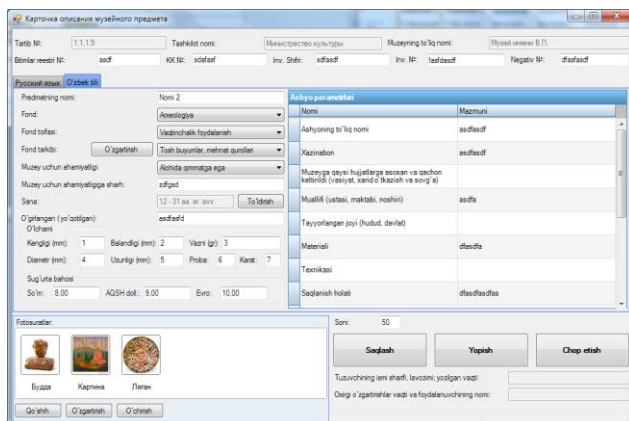 Карточка описания музейного предмета
Tartib №: 1.1.1.9 Tashkilot nomi: Министрество культуры Muzeyning to'liq nomi: Музей имени В.П.
Bitimlar reestri №: asdf KK №: sdafasf Inv. Shifri: sdfasdf Inv. №: fasfdasdf Negativ №: dfasfasdf
Русский язык O'zbek tili
Predmetning nomi: Nomi 2
Fond: Arxeologiya
Fond toifasi: Vaqtinchalik foydalanish
Fond tarkibi: O'zgartirish Tosh buyumlar, mehnat qurollari
Muzey uchun ahamiyatligi: Alohida qimmatga ega
Muzey uchun ahamiyatligiga sharh: zdfgsd
Sana: 12 - 31 аа. er. avv. To'ldirish
O'girlangan (yo'qotilgan): asdfasfd
O'lchami
Kengligi (mm): 1 Balandligi (mm): 2 Vazni (gr): 3
Diametr (mm): 4 Uzunligi (mm): 5 Proba: 6 Karat: 7
Sug'urta bahosi
So'm: 8,00 AQSH doll.: 9,00 Evro: 10,00
Ashyo parametrlari
Nomi Mazmuni
Ashyoning to'liq nomi asdfasdf
Xazinabon asdfasdf
Muzeyga qaysi hujjatlarga asosan va qachon
keltirildi (vasiyat, xarid o'tkazish va sovg'a)
Muallifi (ustasi, maktabi, noshiri) asdfa
Tayyorlangan joyi (hudud, davlat)
Materiali dfasdfa
Texnikasi
Saqlanish holati dfasdfasdfas
Fotosuratlar:
Будда Картина Ляган
Qo'shih O'zgartirish O'chirish
Soni: 50
Saqlash Yopish Chop etish
Tuzuvchining ismi sharifi, lavozimi; yozilgan vaqti:
Oxirgi o'zgartirishlar vaqti va foydalanuvchining nomi: